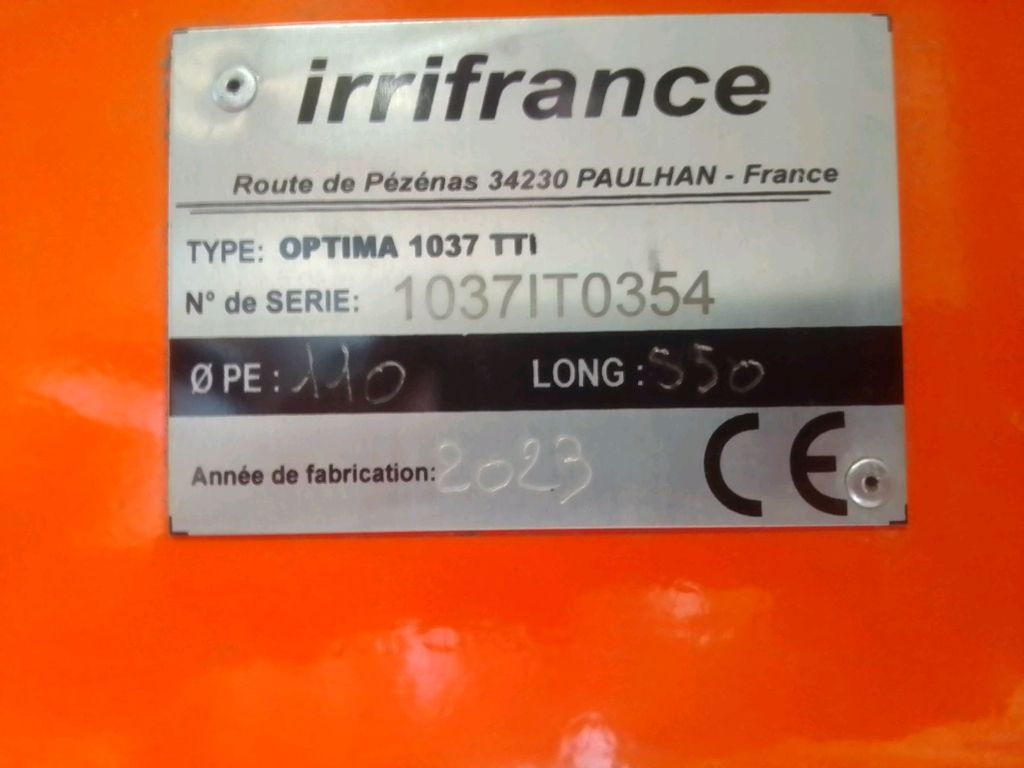 irrifrance
Route de Pézénas 34230 PAULHAN - France
TYPE: OPTIMA 1037 TTI
N° de SERIE: 1037IT0354
Ø PE : 110 LONG : 550
Année de fabrication: 2023
CE